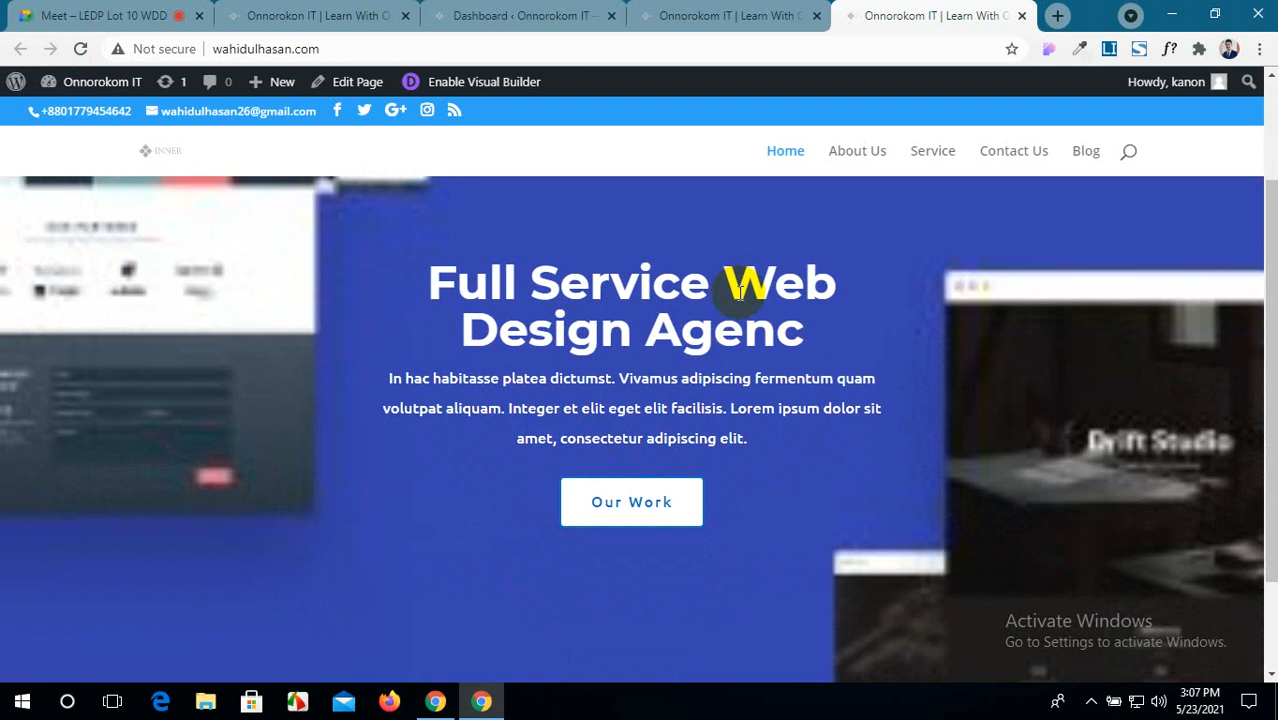 Meet – LEDP Lot 10 WDD
Onnorokom IT | Learn With O
Dashboard ‹ Onnorokom IT —
Onnorokom IT | Learn With O
Onnorokom IT | Learn With O
Not secure
wahidulhasan.com
Onnorokom IT
1
0
New
Edit Page
D
Enable Visual Builder
Howdy, kanon
+8801779454642
wahidulhasan26@gmail.com
INNER
Home
About Us
Service
Contact Us
Blog
Full Service Web
Design Agenc
In hac habitasse platea dictumst. Vivamus adipiscing fermentum quam
volutpat aliquam. Integer et elit eget elit facilisis. Lorem ipsum dolor sit
amet, consectetur adipiscing elit.
Our Work
Drift Studio
Activate Windows
Go to Settings to activate Windows.
3:07 PM
5/23/2021